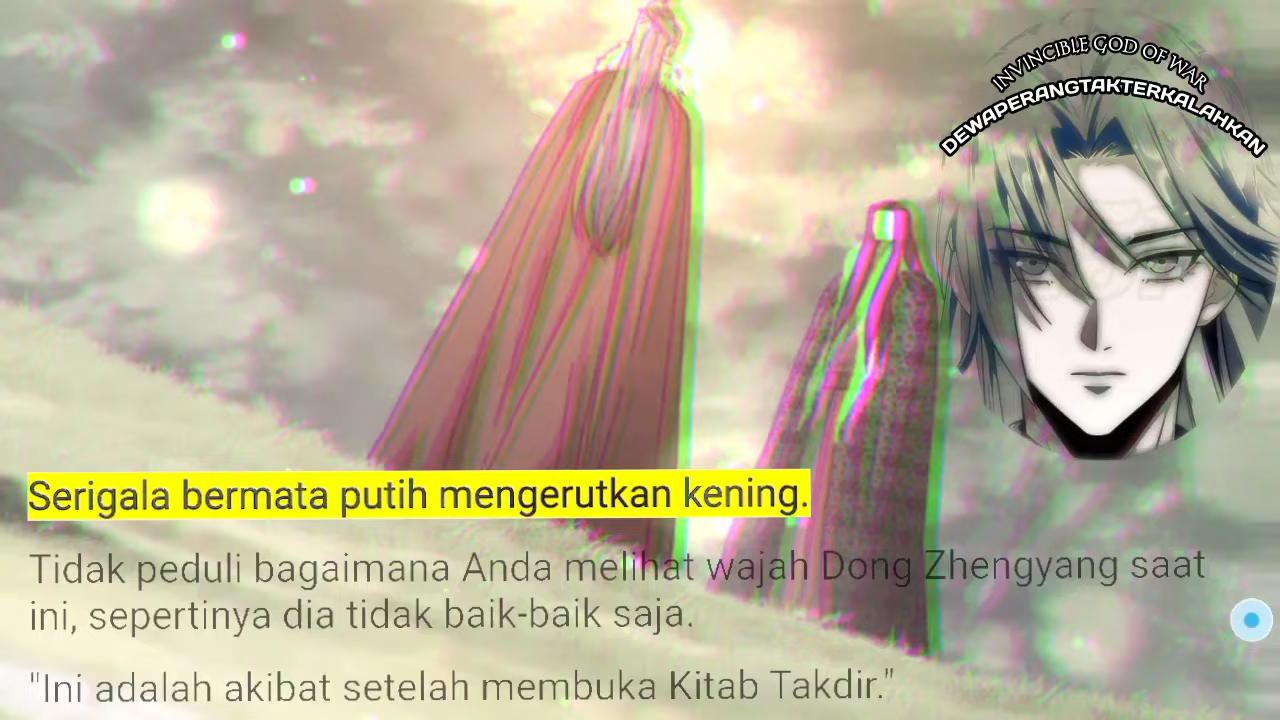 INVINCIBLE GOD OF WAR
DEWAPERANGTAKTERKALAHKAN
Serigala bermata putih mengerutkan kening.
Tidak peduli bagaimana Anda melihat wajah Dong Zhengyang saat
ini, sepertinya dia tidak baik-baik saja.
"Ini adalah akibat setelah membuka Kitab Takdir."